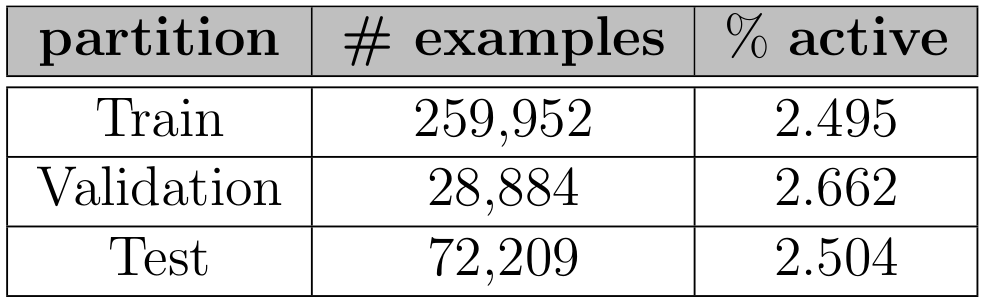 partition # examples % active
Train 259,952 2.495
Validation 28,884 2.662
Test 72,209 2.504